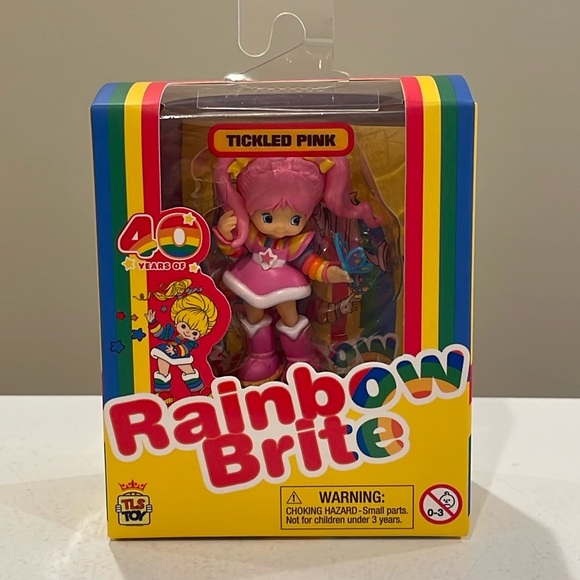 TICKLED PINK
40
YEARS OF
Rainbow
Brite
TLS
TOY
WARNING:
CHOKING HAZARD - Small parts.
Not for children under 3 years.
0-3